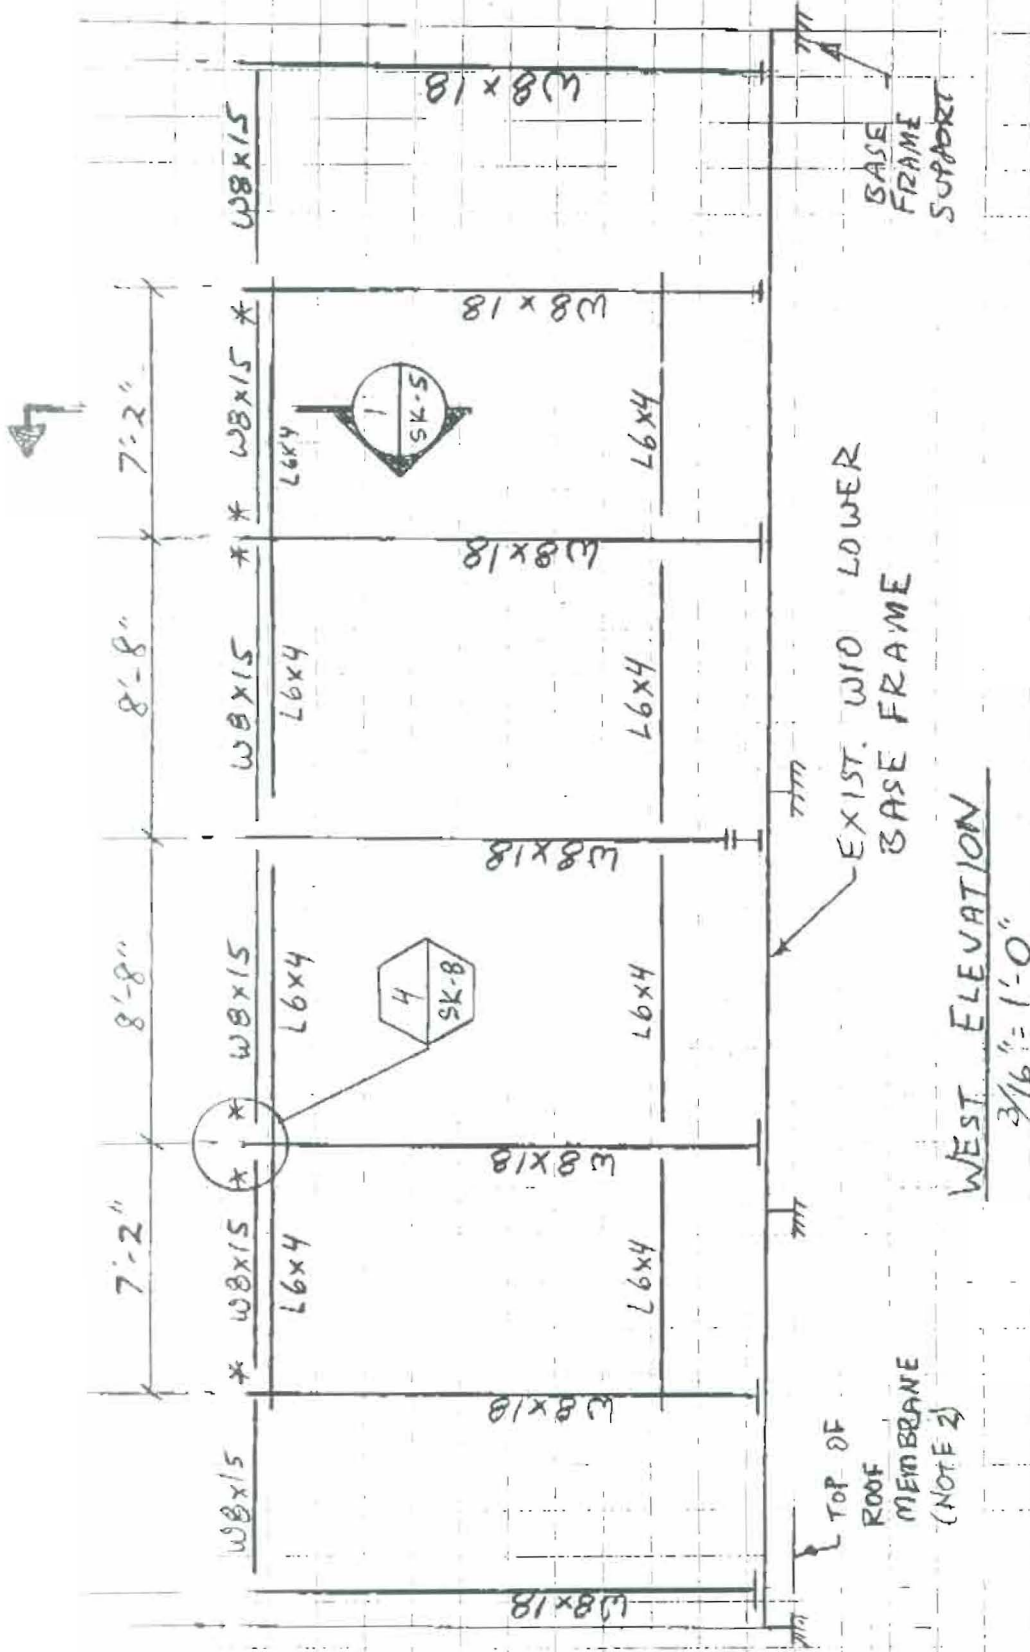 7'-2"
8'-8"
8'-8"
7'-2"
W8x15
* W8x15 *
* W8x15
W8x15 *
* W8x15 *
W8x15
L6x4
L6x4
L6x4
L6x4
4
SK-8
1
SK-5
W8x18
W8x18
W8x18
W8x18
W8x18
W8x18
W8x18
L6x4
L6x4
L6x4
L6x4
TOP OF
ROOF
MEMBRANE
(NOTE 2)
EXIST. W10 LOWER
BASE FRAME
BASE
FRAME
SUPPORT
WEST ELEVATION
3/16"=1'-0"